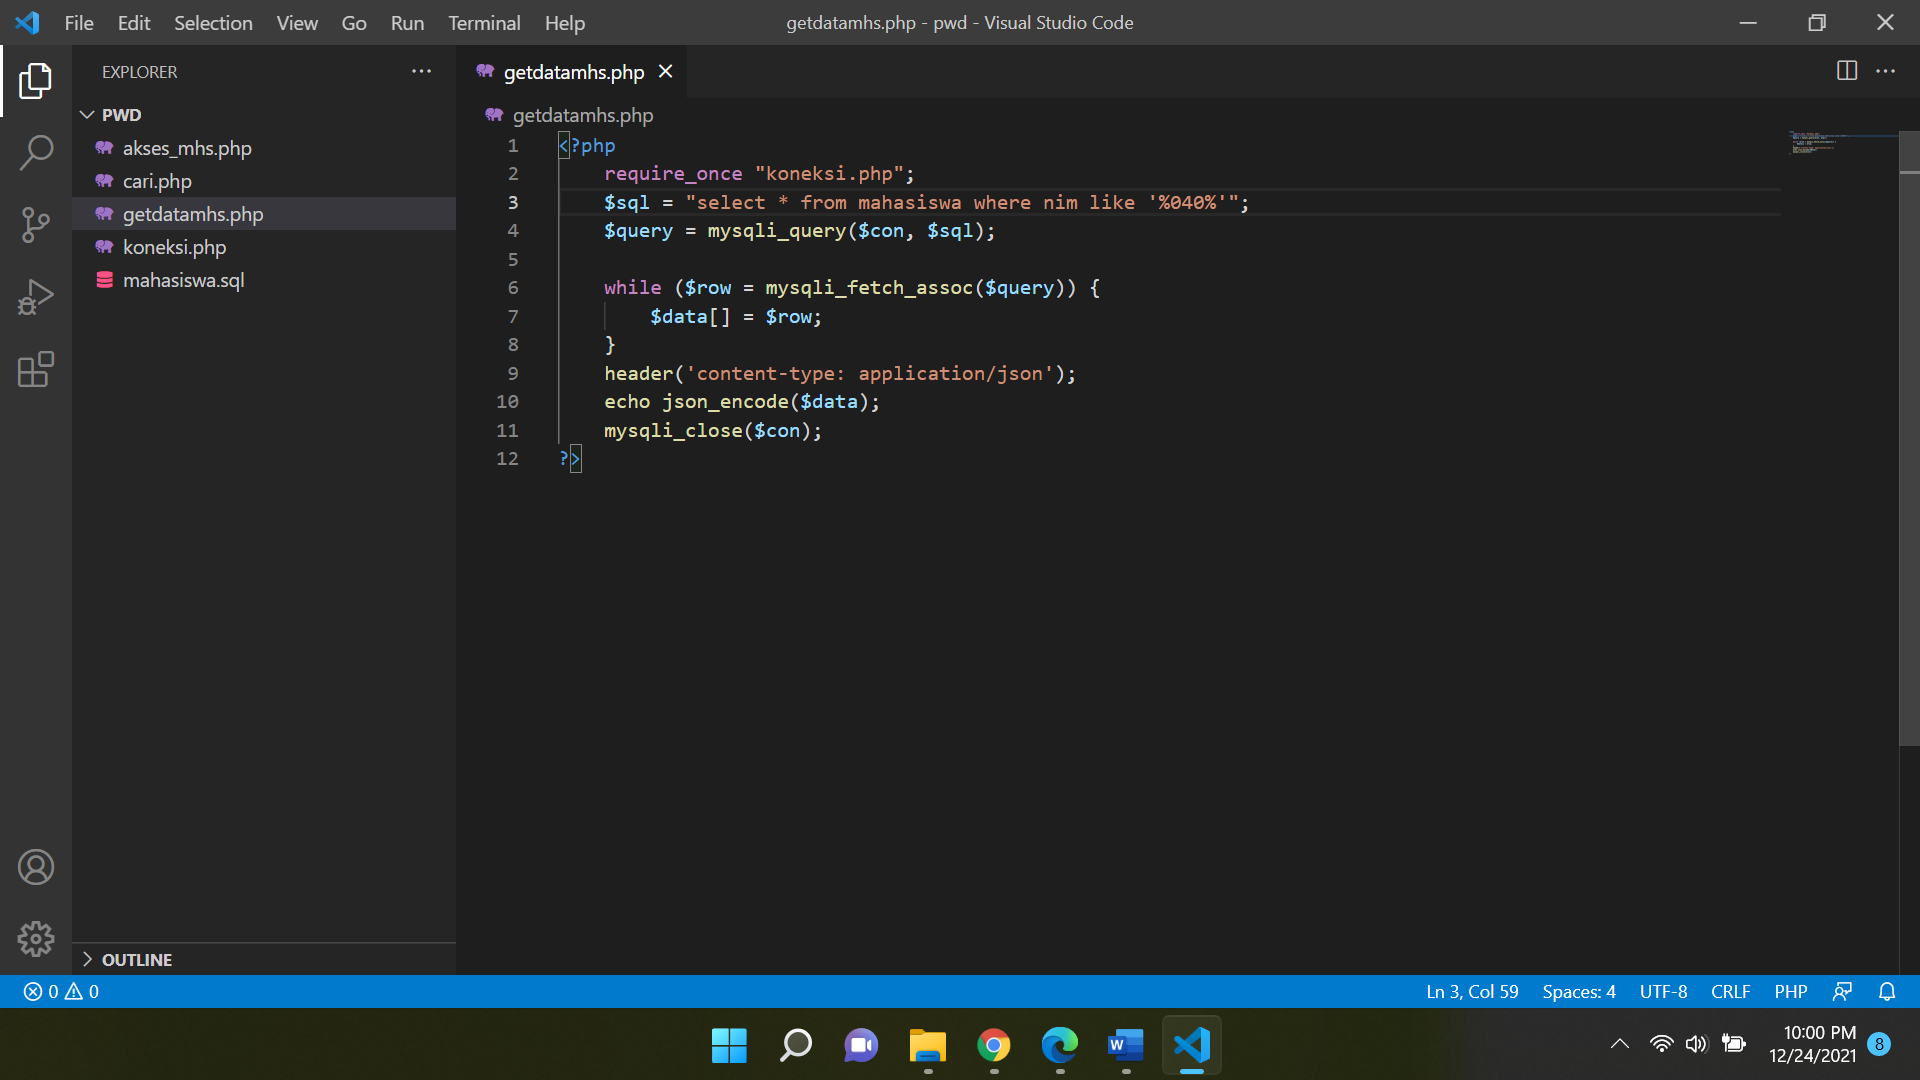 File Edit Selection View Go Run Terminal Help
getdatamhs.php - pwd - Visual Studio Code
EXPLORER
PWD
akses_mhs.php
cari.php
getdatamhs.php
koneksi.php
mahasiswa.sql
OUTLINE
getdatamhs.php
getdatamhs.php
1 <?php
2     require_once "koneksi.php";
3     $sql = "select * from mahasiswa where nim like '%040%'";
4     $query = mysqli_query($con, $sql);
5
6     while ($row = mysqli_fetch_assoc($query)) {
7         $data[] = $row;
8     }
9     header('content-type: application/json');
10     echo json_encode($data);
11     mysqli_close($con);
12 ?>
0 0
Ln 3, Col 59 Spaces: 4 UTF-8 CRLF PHP
W
10:00 PM
12/24/2021
8